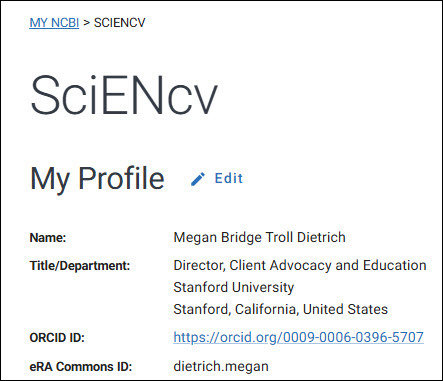 MY NCBI > SCIENCV
SciENcv
My Profile Edit
Name: Megan Bridge Troll Dietrich
Title/Department: Director, Client Advocacy and Education
Stanford University
Stanford, California, United States
ORCID ID: https://orcid.org/0009-0006-0396-5707
eRA Commons ID: dietrich.megan